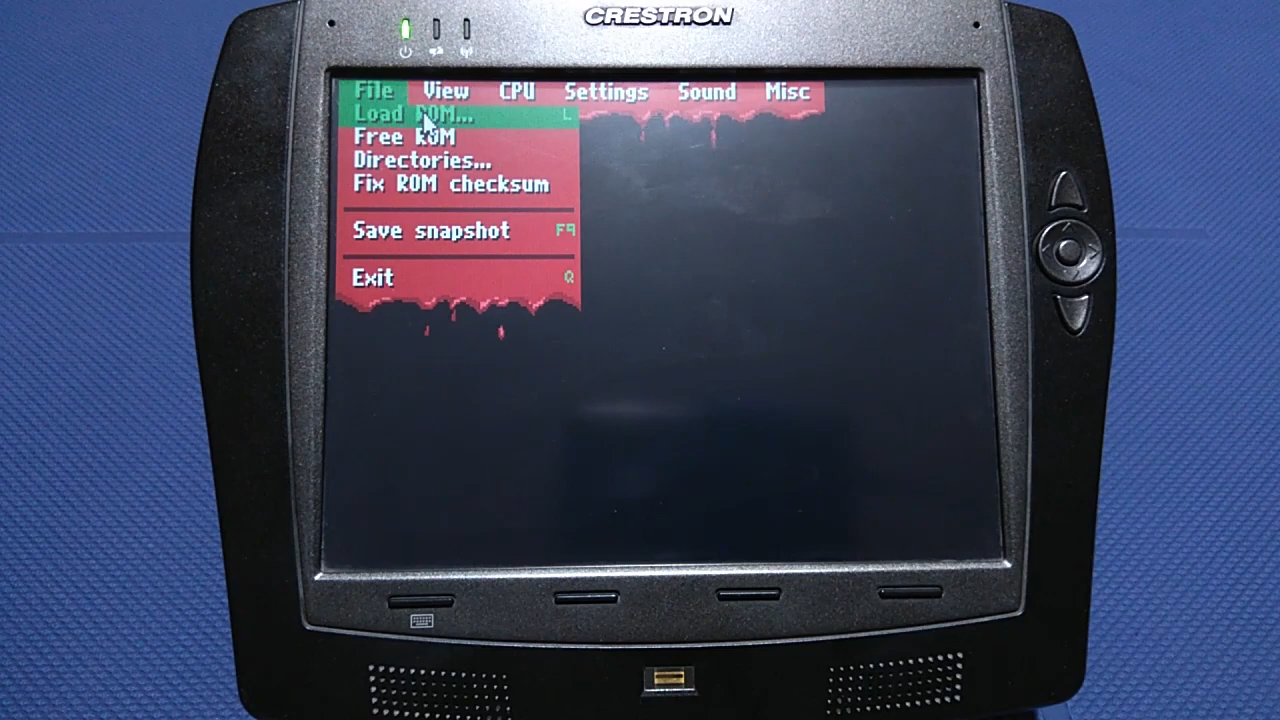 CRESTRON
File View CPU Settings Sound Misc
Load ROM... L
Free ROM
Directories...
Fix ROM checksum
Save snapshot F9
Exit Q